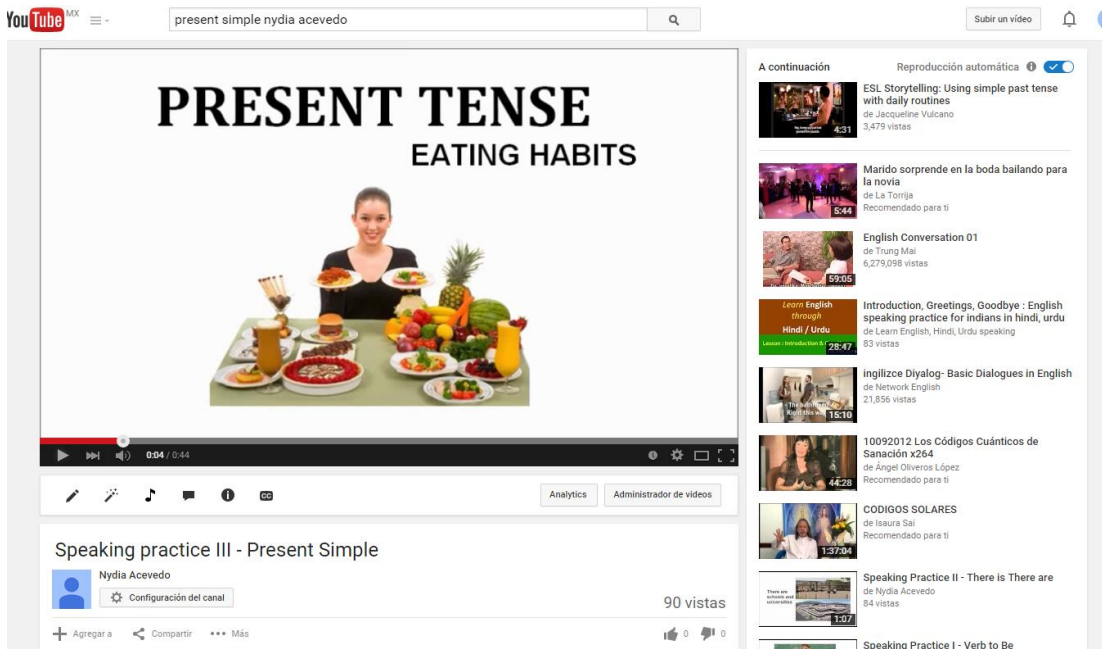 YouTube MX
present simple nydia acevedo
Subir un vídeo
PRESENT TENSE
EATING HABITS
0:04 / 0:44
Analytics
Administrador de vídeos
Speaking practice III - Present Simple
Nydia Acevedo
Configuración del canal
90 vistas
Agregar a
Compartir
Más
0
0
A continuación
Reproducción automática
4:31
ESL Storytelling: Using simple past tense
with daily routines
de Jacqueline Vulcano
3,479 vistas
5:44
Marido sorprende en la boda bailando para
la novia
de La Torrija
Recomendado para ti
59:05
English Conversation 01
de Trung Mai
6,279,098 vistas
Learn English
through
Hindi / Urdu
28:47
Introduction, Greetings, Goodbye : English
speaking practice for indians in hindi, urdu
de Learn English, Hindi, Urdu speaking
83 vistas
15:10
ingilizce Diyalog- Basic Dialogues in English
de Network English
21,856 vistas
44:28
10092012 Los Códigos Cuánticos de
Sanación x264
de Ángel Oliveros López
Recomendado para ti
1:37:04
CODIGOS SOLARES
de Isaura Sai
Recomendado para ti
There are
schools and
universities
1:07
Speaking Practice II - There is There are
de Nydia Acevedo
84 vistas
Speaking Practice I - Verb to Be